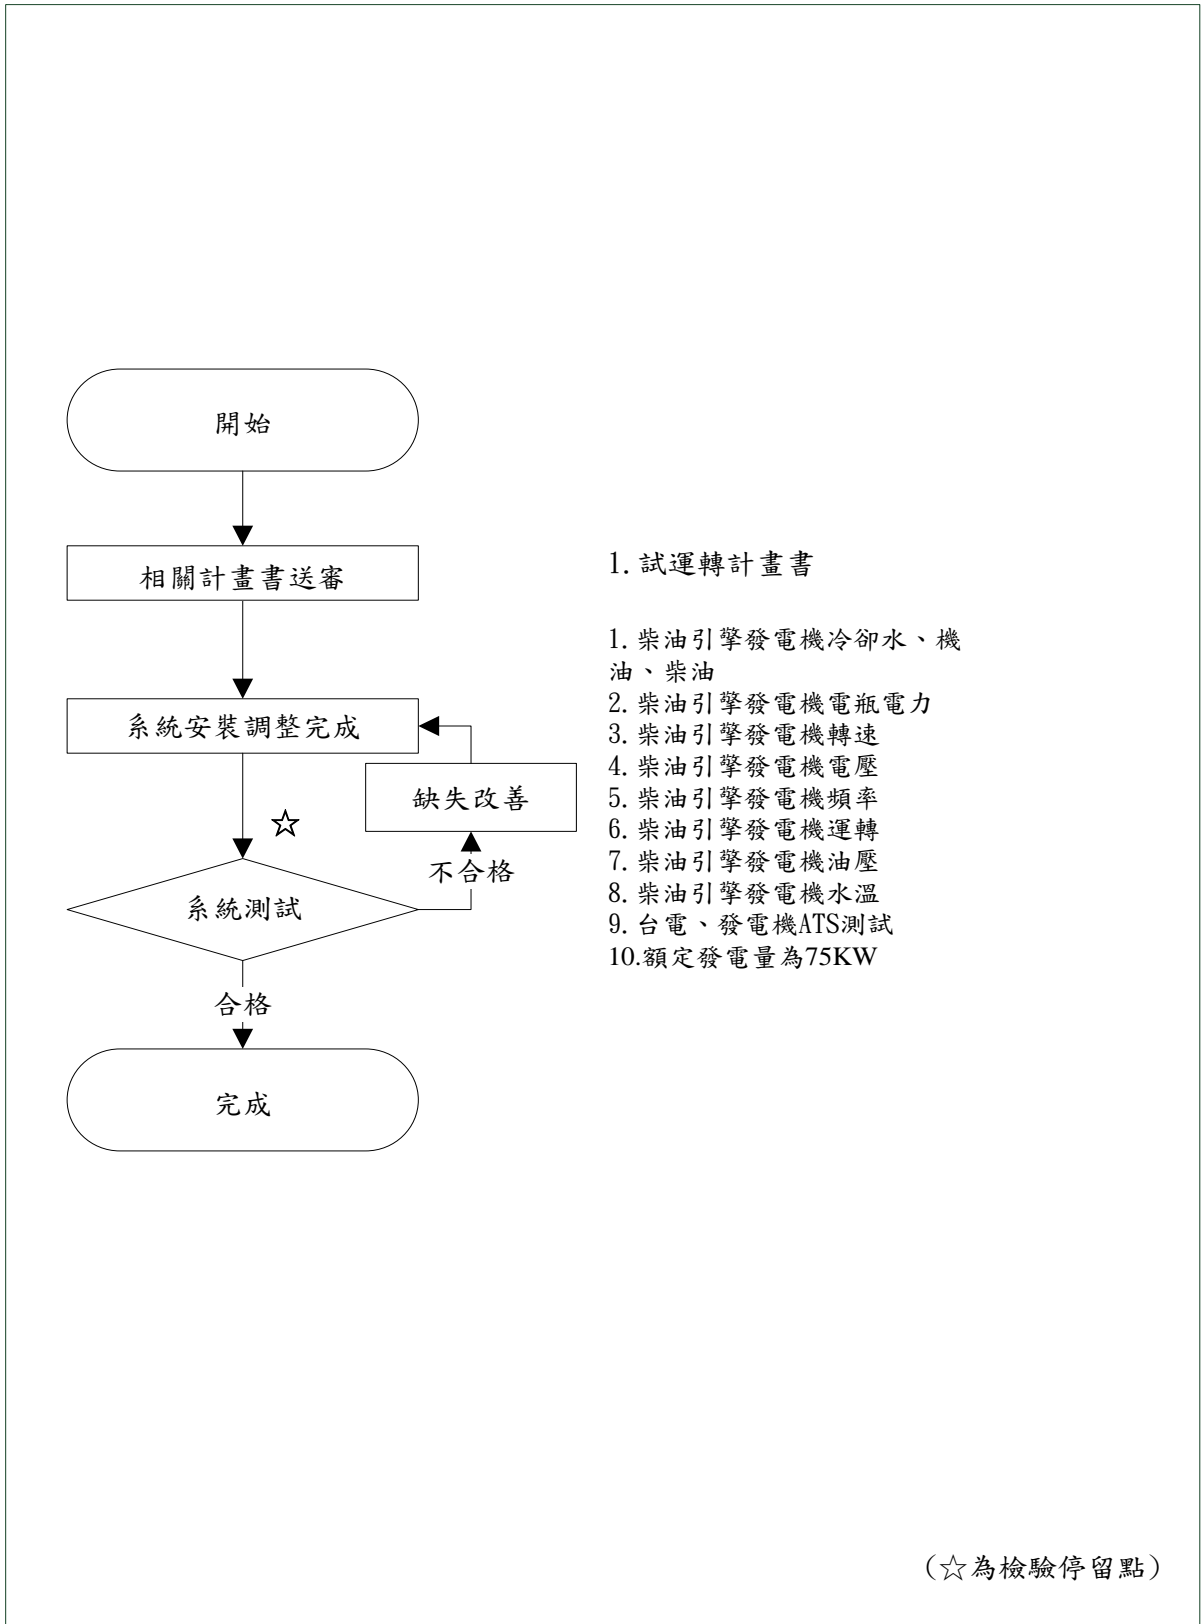 開始
相關計畫書送審
1.試運轉計畫書
系統安裝調整完成
缺失改善
☆
不合格
系統測試
合格
完成
1.柴油引擎發電機冷卻水、機
油、柴油
2.柴油引擎發電機電瓶電力
3.柴油引擎發電機轉速
4.柴油引擎發電機電壓
5.柴油引擎發電機頻率
6.柴油引擎發電機運轉
7.柴油引擎發電機油壓
8.柴油引擎發電機水溫
9.台電、發電機ATS測試
10.額定發電量為75KW
(☆為檢驗停留點)